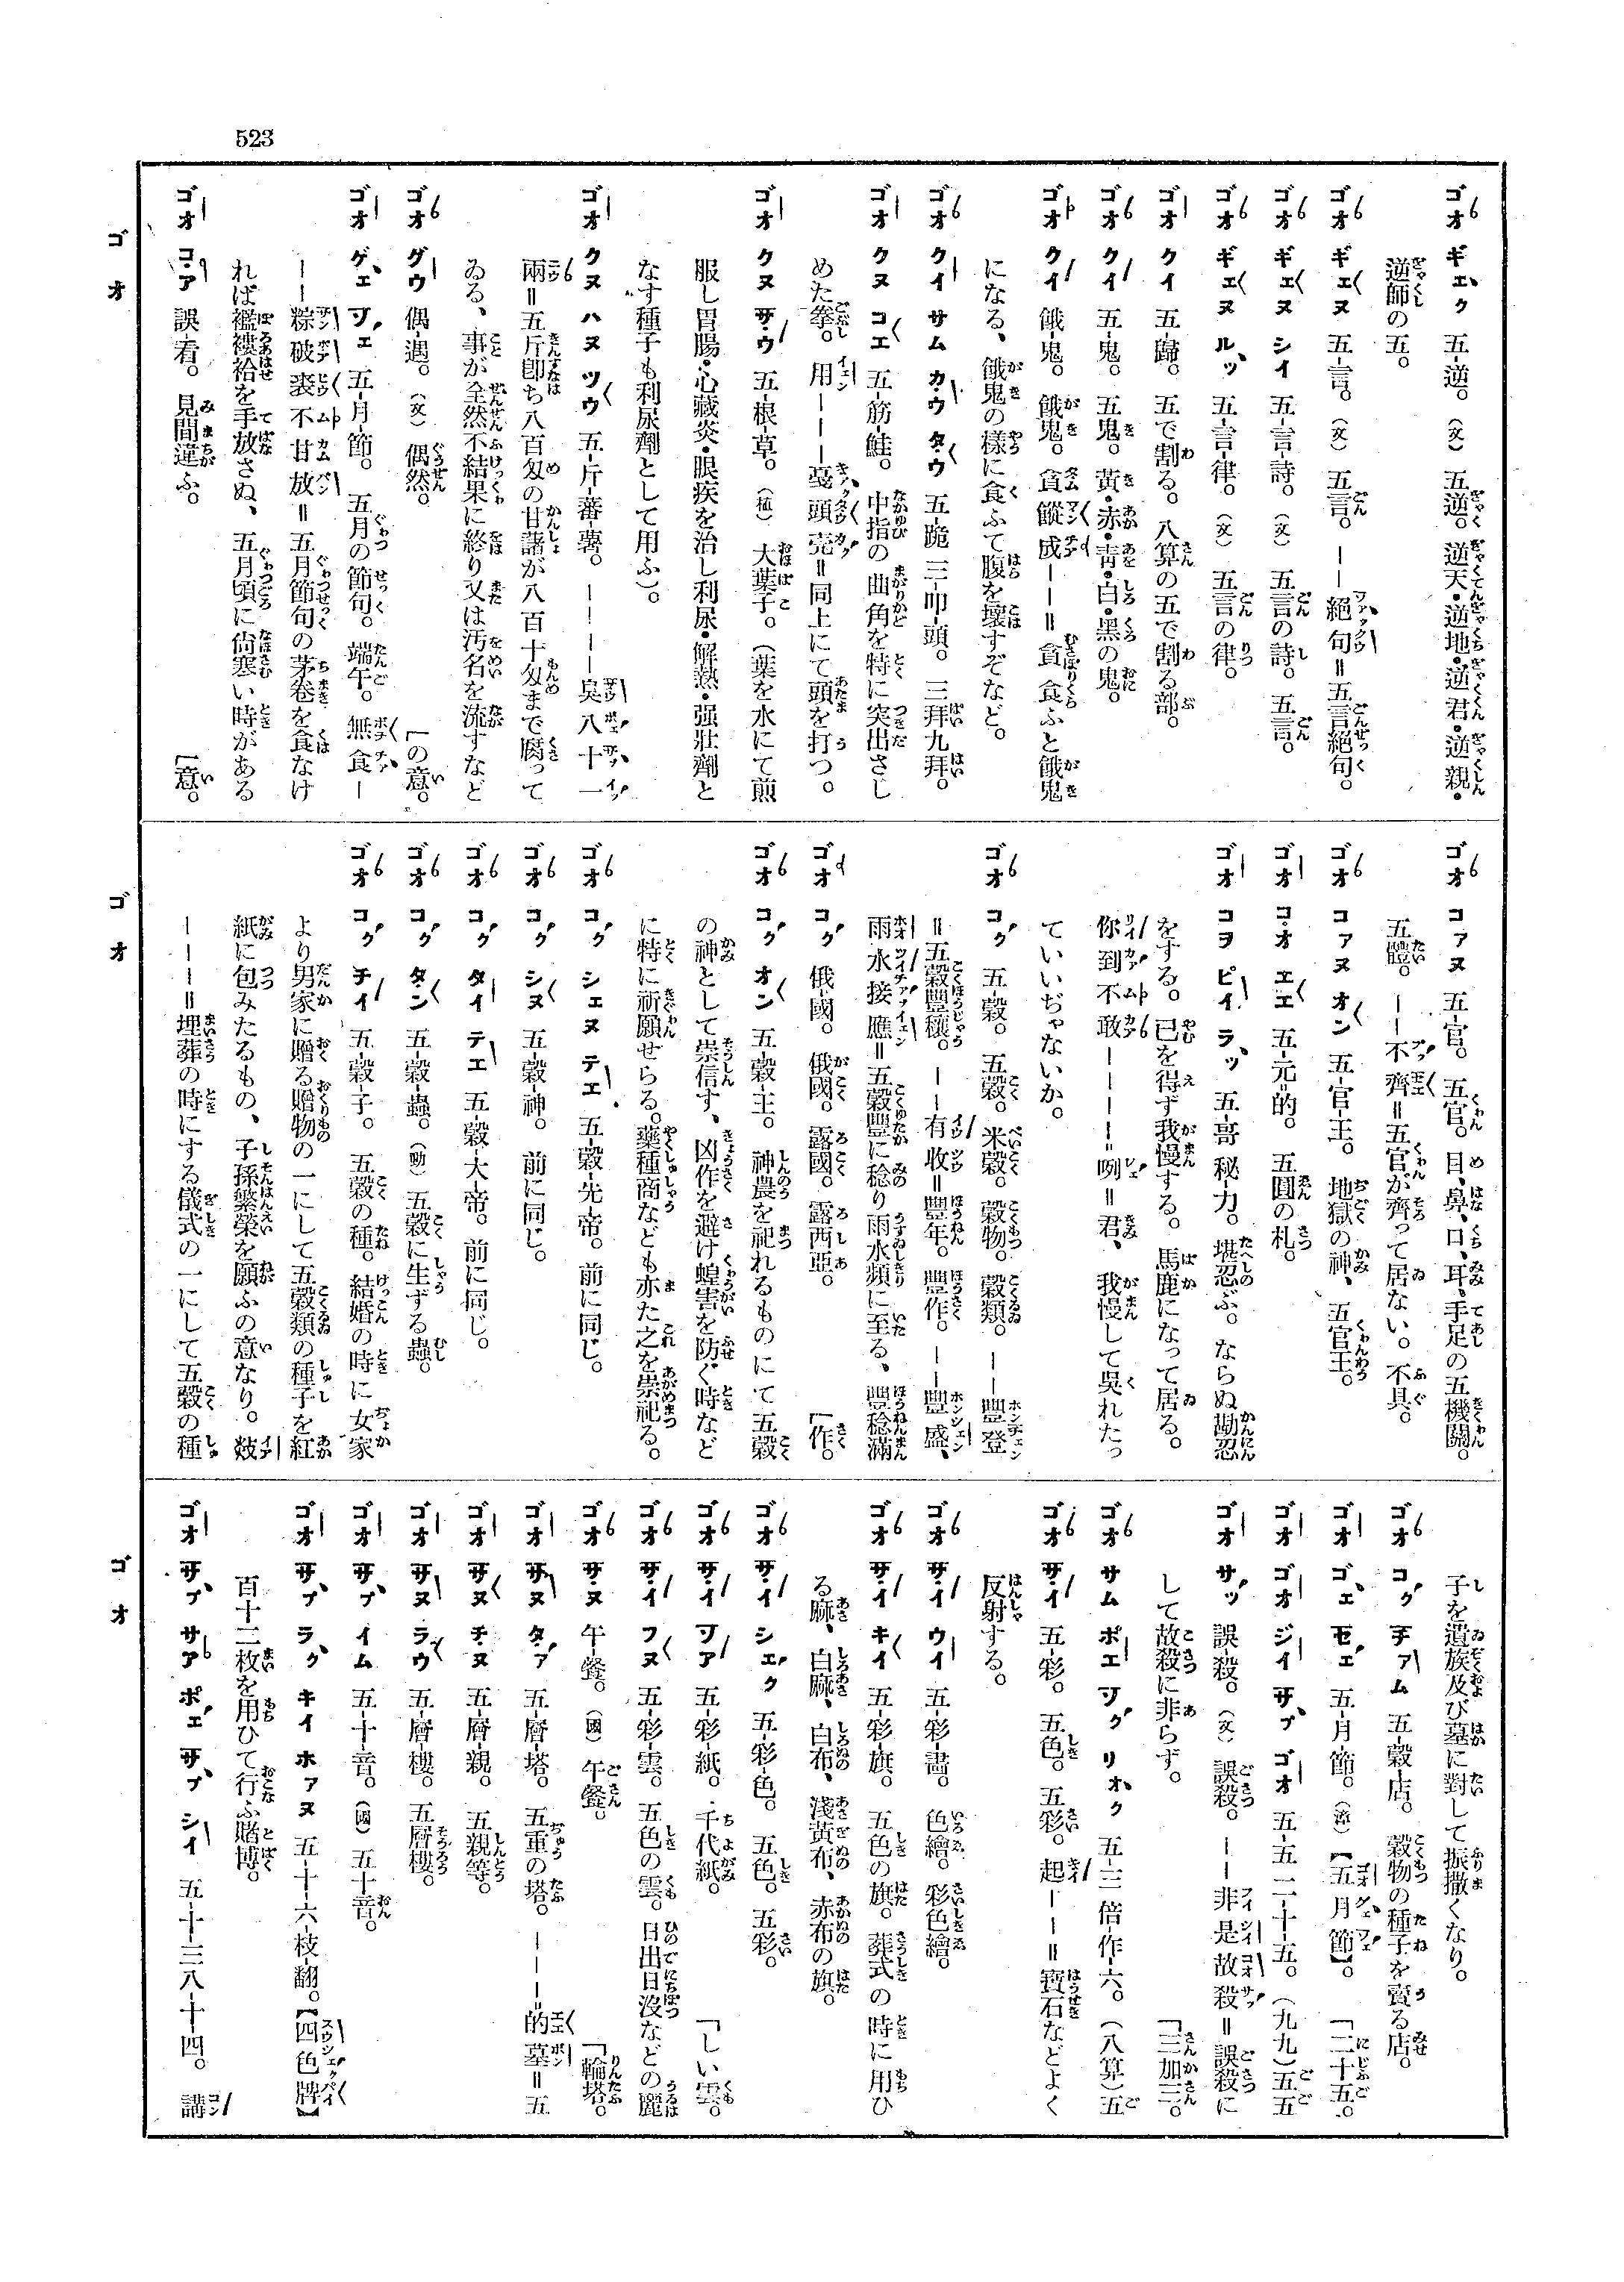 523
ゴオ ギェク 五-逆。(文) 五逆。逆天・逆地・逆君・逆親・
逆師の五。
ゴオ ギェヌ 五-言。(文) 五言。――絕句=五言絕句。
ゴオ ギェヌ シイ 五-言-詩。(文) 五言の詩。五言。
ゴオ ギェヌ ルッ 五-言-律。(文) 五言の律。
ゴオ クイ 五-歸。五で割る。八算の五で割る部。
ゴオ クイ 五-鬼。五鬼。黃・赤・靑・白・黑の鬼。
ゴオ クイ 餓-鬼。餓鬼。貪饞成――=貪食ふと餓鬼
になる、餓鬼の樣に食ふて腹を壞すぞなど。
ゴオ クイ サム カウ タウ 五-跪 三-叩-頭。三拜九拜。
ゴオ クヌ コエ 五-筋-鮭。中指の曲角を特に突出さし
めた拳。用―――戞頭売=同上にて頭を打つ。
ゴオ クヌ サウ 五-根-草。(植) 大葉子。(葉を水にて煎
服し胃腸・心藏炎・眼疾を治し利尿・解熱・强壯劑と
なす種子も利尿劑として用ふ)。
ゴオ クヌ ハヌ ツウ 五-斤-蕃-薯。――――臭八十一
兩=五斤卽ち八百匁の甘藷が八百十匁まで腐って
ゐる、事が全然不結果に終り又は汚名を流すなど
ゴオ グウ 偶-遇。(文) 偶然。 [の意。
ゴオ ゲェ ツェ 五-月-節。五月の節句。端午。無食―
――粽破裘不甘放=五月節句の茅卷を食なけ
れば襤褸袷を手放さぬ、五月頃に尙寒い時がある
ゴオ コア 誤-看。見間違ふ。 [意。
ゴオ コァヌ 五-官。五官。目、鼻、口、耳、手足の五機關。
五體。――不齊=五官が齊って居ない。不具。
ゴオ コァヌ オン 五-官-王。地獄の神、五官王。
ゴオ コオ エエ 五-元=的。五圓の札。
ゴオ コヲ ピイ ラッ 五-哥 秘-力。堪忍ぶ。ならぬ勘忍
をする。已を得ず我慢する。馬鹿になって居る。
你到不敢――――=咧=君、我慢して吳れたっ
ていいぢゃないか。
ゴオ コク 五-穀。五穀。米穀。穀物。穀類。――豐登
=五穀豐穰。――有收=豐年。豐作。――豐盛、
雨水接應=五穀豐に稔り雨水頻に至る、豐稔滿
ゴオ コク 俄-國。俄國。露國。露西亞。 [作。
ゴオ コク オン 五-穀-王。神農を祀れるものにて五穀
の神として崇信す、凶作を避け蝗害を防ぐ時など
に特に祈願せらる。藥種商なども亦た之を崇祀る。
ゴオ コク シェヌ テエ 五-穀-先-帝。前に同じ。
ゴオ コク シヌ 五-穀-神。前に同じ。
ゴオ コク タイ テエ 五-穀-大-帝。前に同じ。
ゴオ コク タン 五-穀-蟲。(動) 五穀に生ずる蟲。
ゴオ コク チイ 五-穀-子。五穀の種。結婚の時に女家
より男家に贈る贈物の一にして五穀類の種子を紅
紙に包みたるもの、子孫繁榮を願ふの意なり。
―――=埋葬の時にする儀式の一にして五穀の種
子を遺族及び墓に對して振撒くなり。
ゴオ コク チァム 五-穀-店。穀物の種子を賣る店。
ゴオ ゴェ セェ 五-月-節。【五月節】。 「二十五。
ゴオ ゴオ ジイ サプ ゴオ 五-五 二-十-五。(九九)五五
ゴオ サッ 誤-殺。(文) 誤殺。――非是故殺=誤殺に
して故殺に非らず。 「三加三。
ゴオ サム ポエ ツク リオク 五-三 倍-作-六。(八算)五
ゴオ サイ 五-彩。五色。五彩。起――=寶石などよく
反射する。
ゴオ サイ ウイ 五-彩-畵。色繪。彩色繪。
ゴオ サイ キイ 五-彩-旗。五色の旗。葬式の時に用ひ
る麻、白麻、白布、淺黃布、赤布の旗。
ゴオ サイ シェク 五-彩-色。五色。五彩。
ゴオ サイ ツア 五-彩-紙。千代紙。 「しい雲。
ゴオ サイ フヌ 五-彩-雲。五色の雲。日出日沒などの麗
ゴオ サヌ 午-餐。(國) 午餐。 「輪塔。
ゴオ サヌ タァ 五-層-塔。五重の塔。―――=的墓=五
ゴオ サヌ チヌ 五-層-親。五親等。
ゴオ サヌ ラウ 五-層-樓。五層樓。
ゴオ サプ イム 五-十-音。(國) 五十音。
ゴオ サプ ラク キイ ホァヌ 五-十-六-枝-翻。【四色牌】
百十二枚を用ひて行ふ賭博。
ゴオ サプ サア ポェ サプ シイ 五-十-三 八-十-四。講
ゴオ
ゴオ
ゴオ